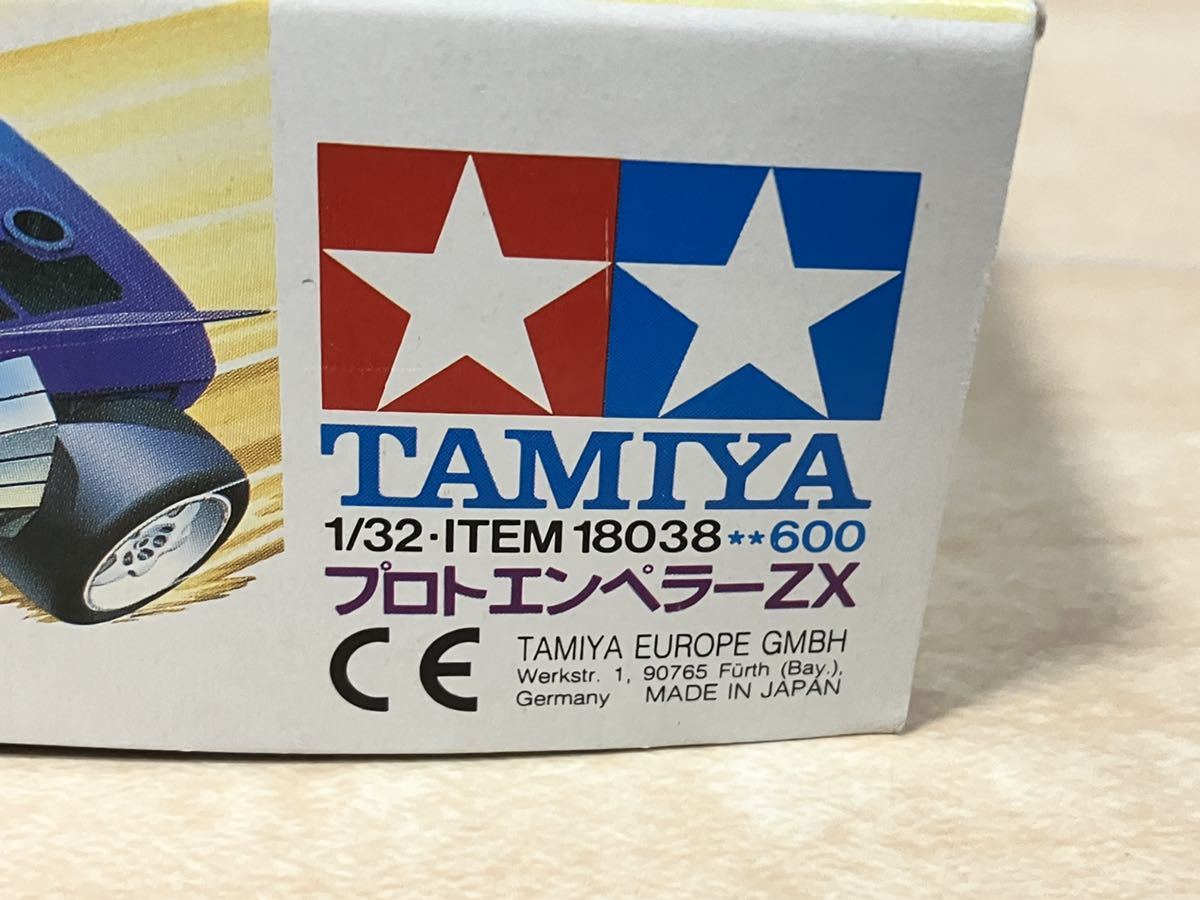 TAMIYA
1/32·ITEM 18038 **600
プロトエンペラーZX
CE TAMIYA EUROPE GMBH
Werkstr. 1, 90765 Fürth (Bay.),
Germany MADE IN JAPAN